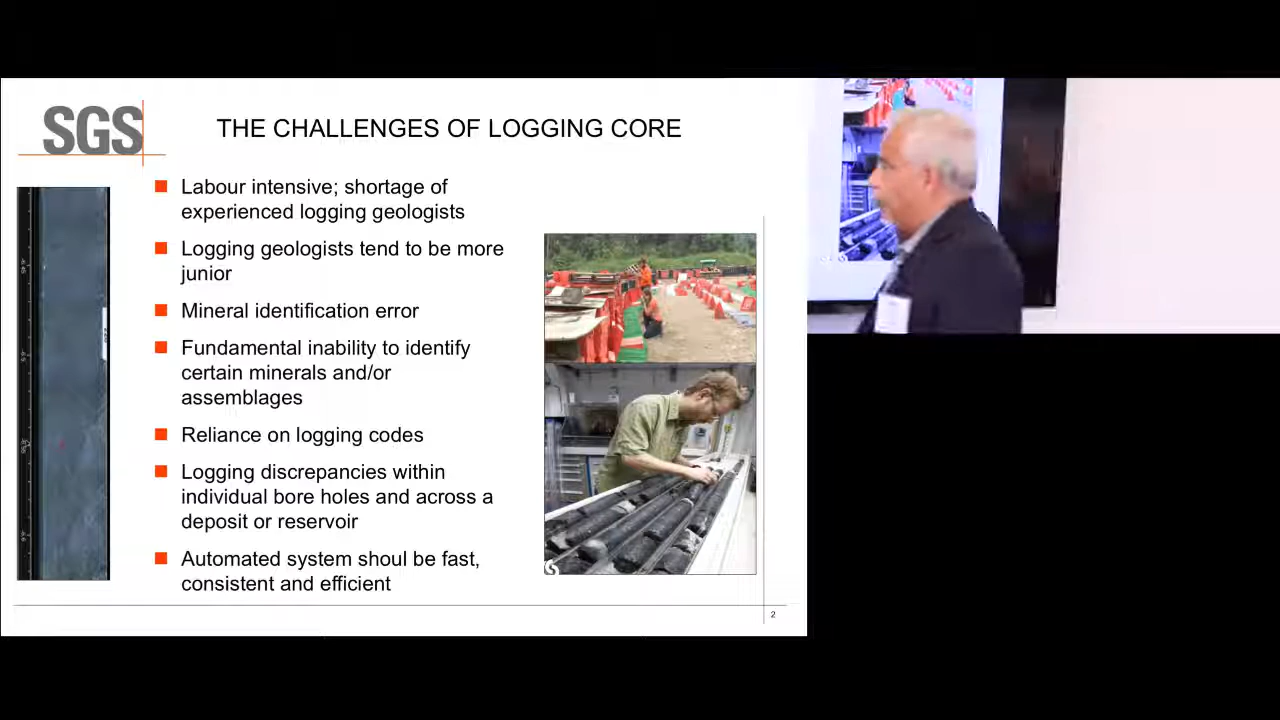 SGS
THE CHALLENGES OF LOGGING CORE
Labour intensive; shortage of
experienced logging geologists
Logging geologists tend to be more
junior
Mineral identification error
Fundamental inability to identify
certain minerals and/or
assemblages
Reliance on logging codes
Logging discrepancies within
individual bore holes and across a
deposit or reservoir
Automated system shoul be fast,
consistent and efficient
2